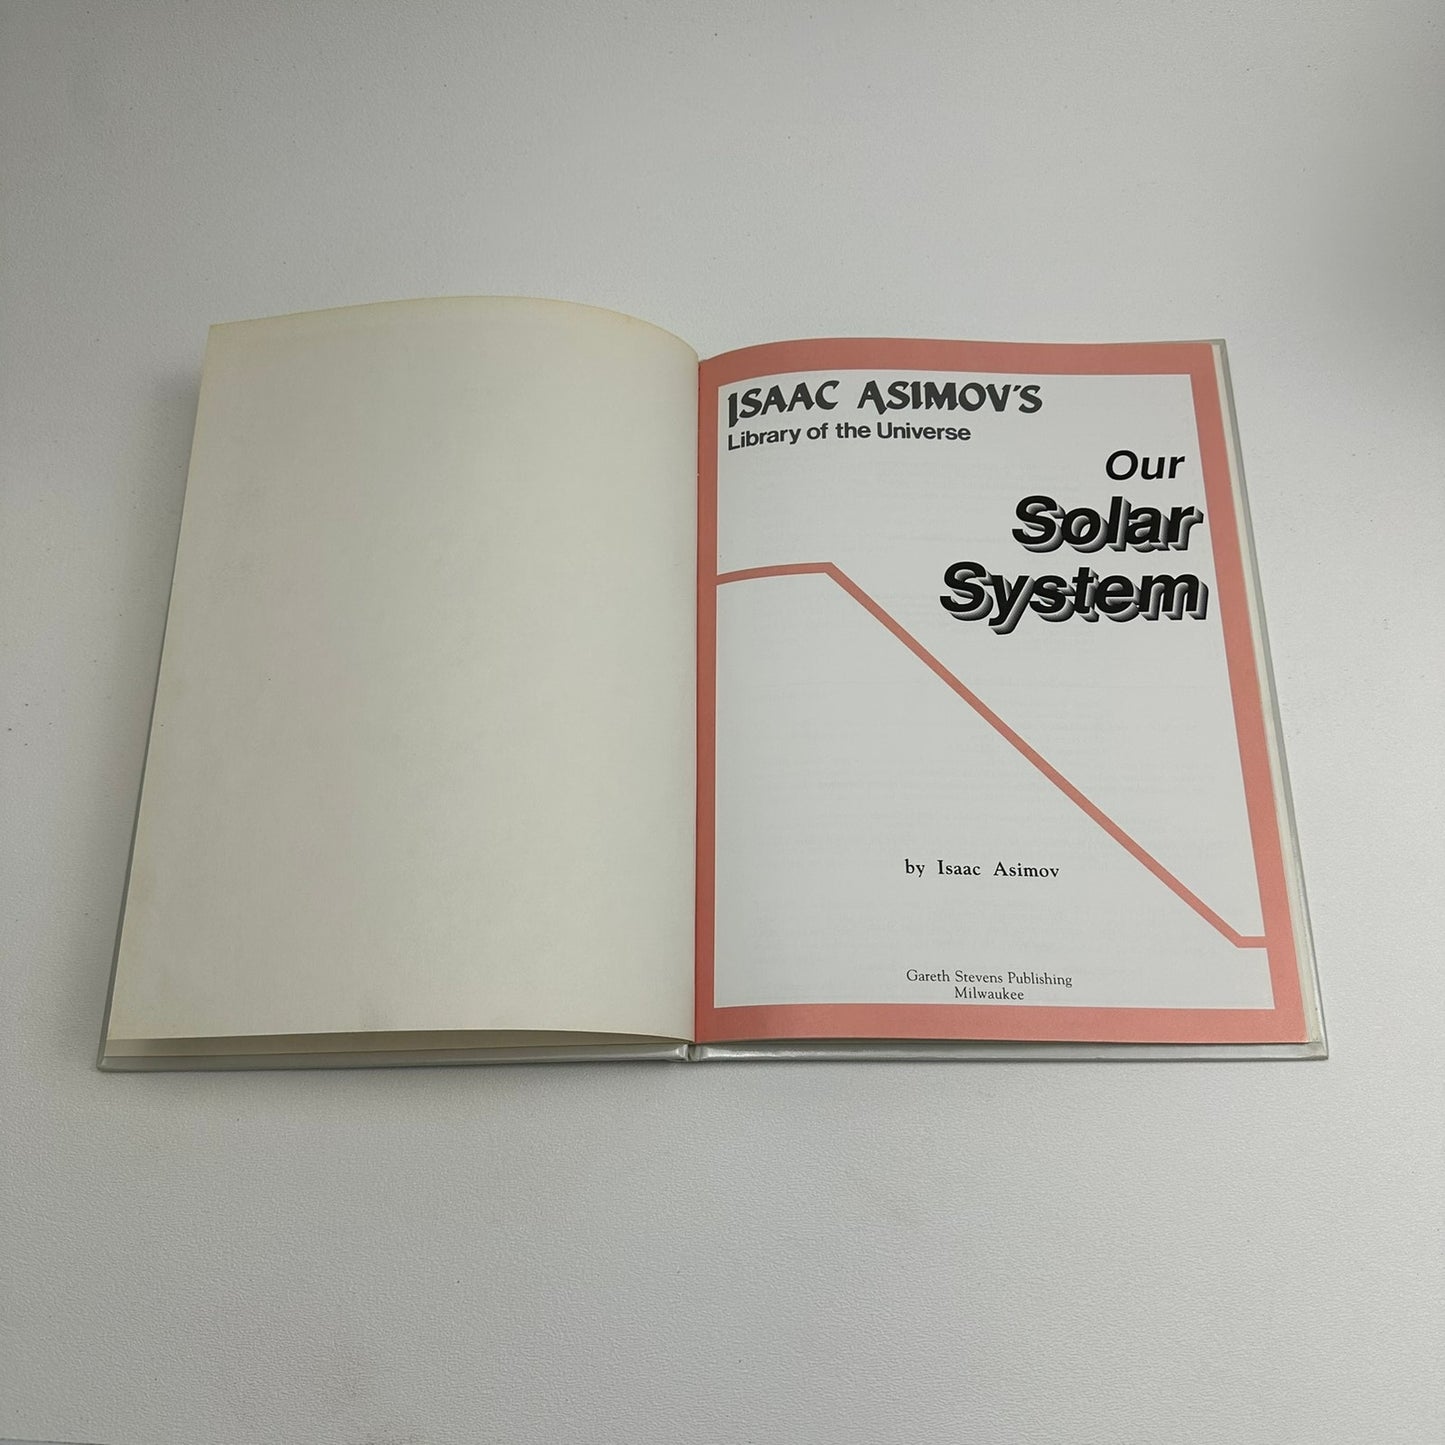 ISAAC ASIMOV'S
Library of the Universe
Our
Solar
System
by Isaac Asimov
Gareth Stevens Publishing
Milwaukee